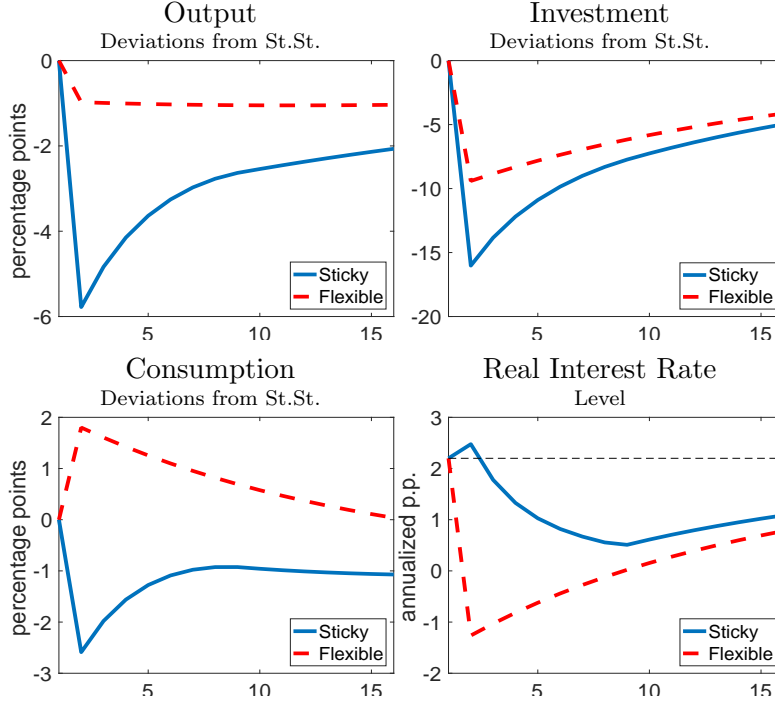 Output
Deviations from St.St.
percentage points
0
-2
-4
-6
5
10
15
Sticky
Flexible
Investment
Deviations from St.St.
0
-5
-10
-15
-20
5
10
15
Sticky
Flexible
Consumption
Deviations from St.St.
percentage points
2
1
0
-1
-2
-3
5
10
15
Sticky
Flexible
Real Interest Rate
Level
annualized p.p.
3
2
1
0
-1
-2
5
10
15
Sticky
Flexible